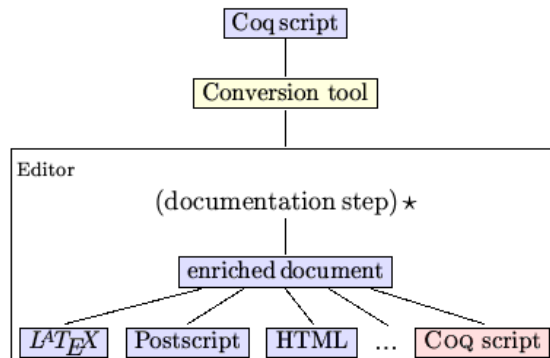 Coq script
Conversion tool
Editor
(documentation step) ⋆
enriched document
LATEX Postscript HTML ... COQ script